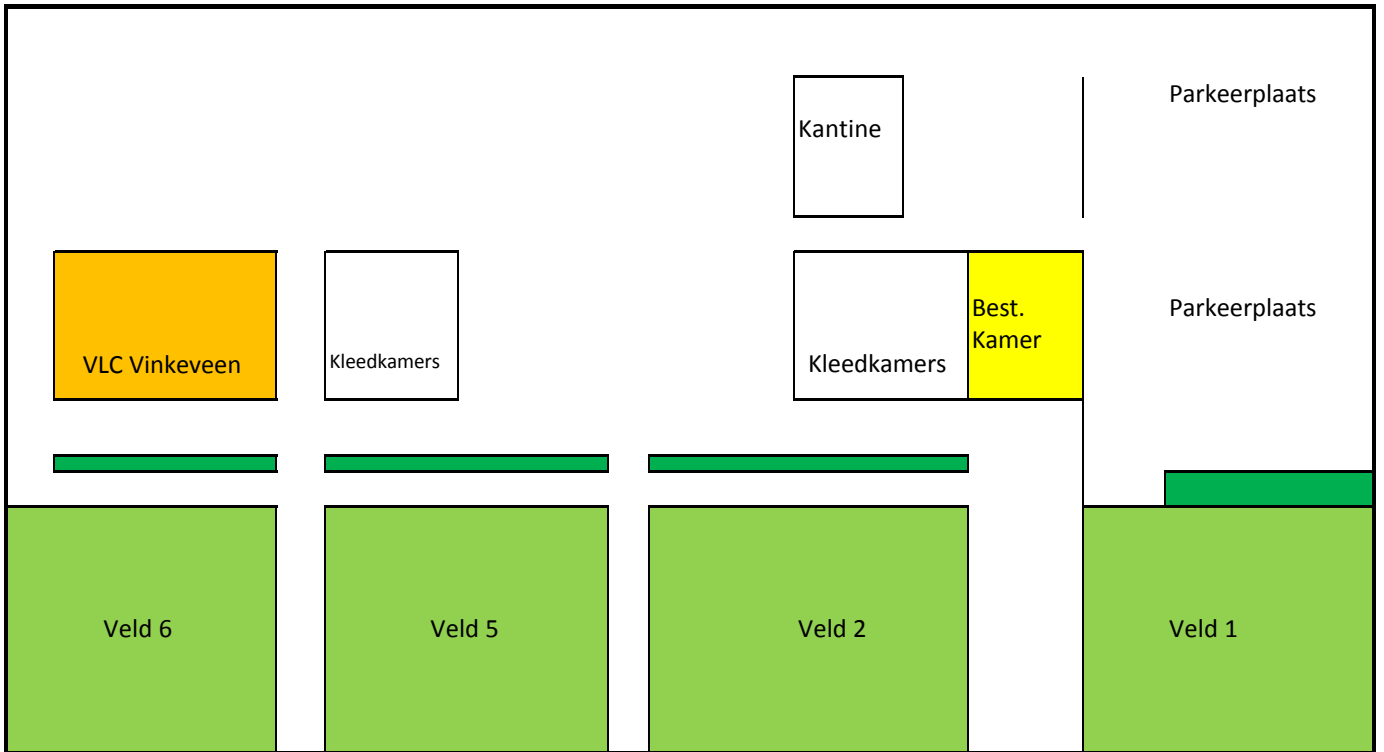 Parkeerplaats
Kantine
Best.
Kamer
Parkeerplaats
VLC Vinkeveen
Kleedkamers
Kleedkamers
Veld 6
Veld 5
Veld 2
Veld 1